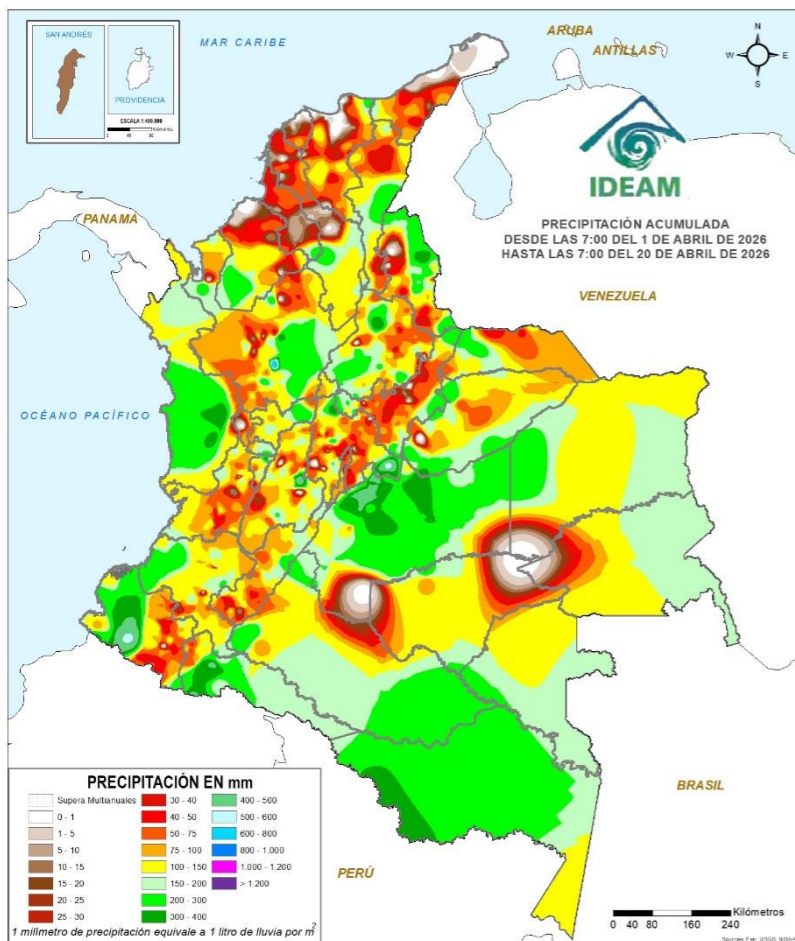 SAN ANDRÉS
PROVIDENCIA
ESCALA 1:400.000
MAR CARIBE
ARUBA
ANTILLAS
N
W
E
S
IDEAM
PANAMÁ
PRECIPITACIÓN ACUMULADA
DESDE LAS 7:00 DEL 1 DE ABRIL DE 2026
HASTA LAS 7:00 DEL 20 DE ABRIL DE 2026
VENEZUELA
OCÉANO PACÍFICO
BRASIL
PERÚ
PRECIPITACIÓN EN mm
Supera Multianuales
0 - 1
1 - 5
5 - 10
10 - 15
15 - 20
20 - 25
25 - 30
30 - 40
40 - 50
50 - 75
75 - 100
100 - 150
150 - 200
200 - 300
300 - 400
400 - 500
500 - 600
600 - 800
800 - 1.000
1.000 - 1.200
> 1.200
1 milímetro de precipitación equivale a 1 litro de lluvia por m2
Kilómetros
0 40 80 160 240